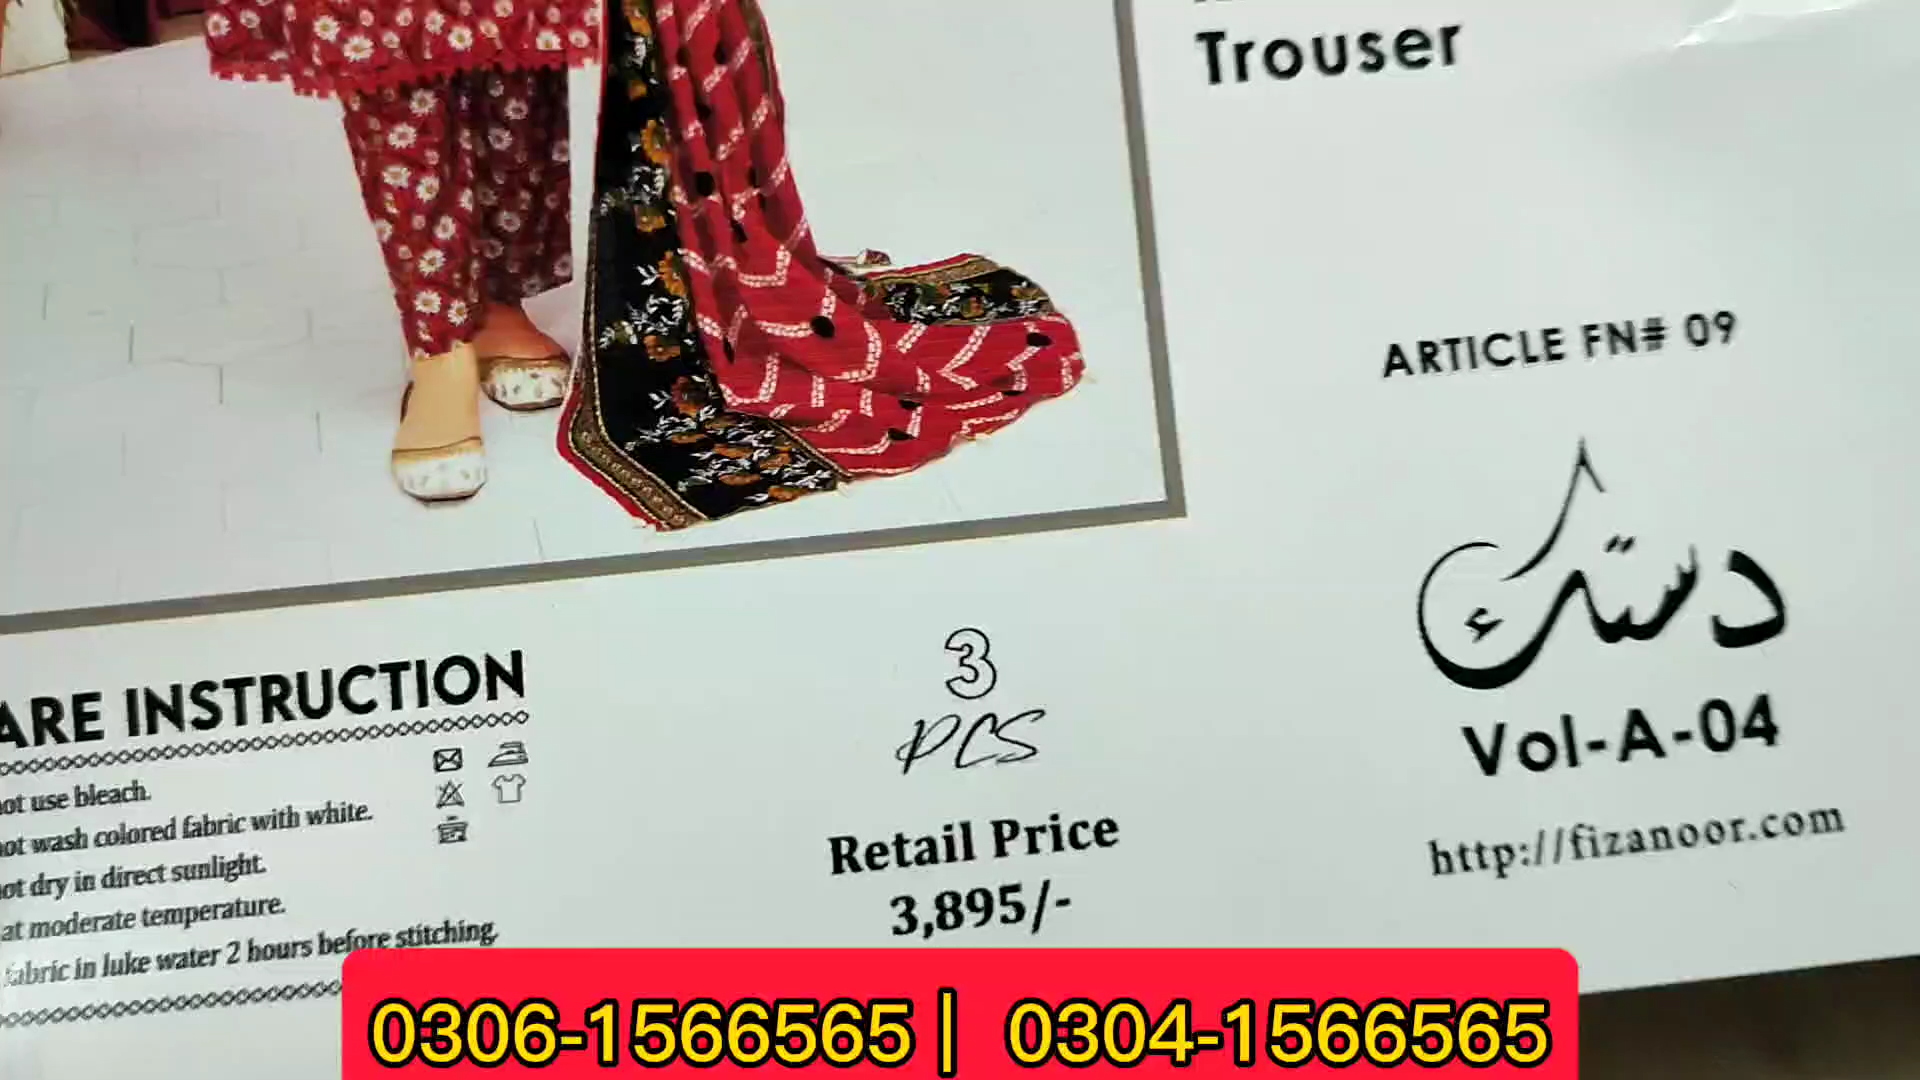 Trouser
ARTICLE FN# 09
دستک
Vol-A-04
http://fizanoor.com
3
PCS
Retail Price
3,895/-
ARE INSTRUCTION
ot use bleach.
ot wash colored fabric with white.
ot dry in direct sunlight.
at moderate temperature.
fabric in luke water 2 hours before stitching.
0306-1566565 | 0304-1566565